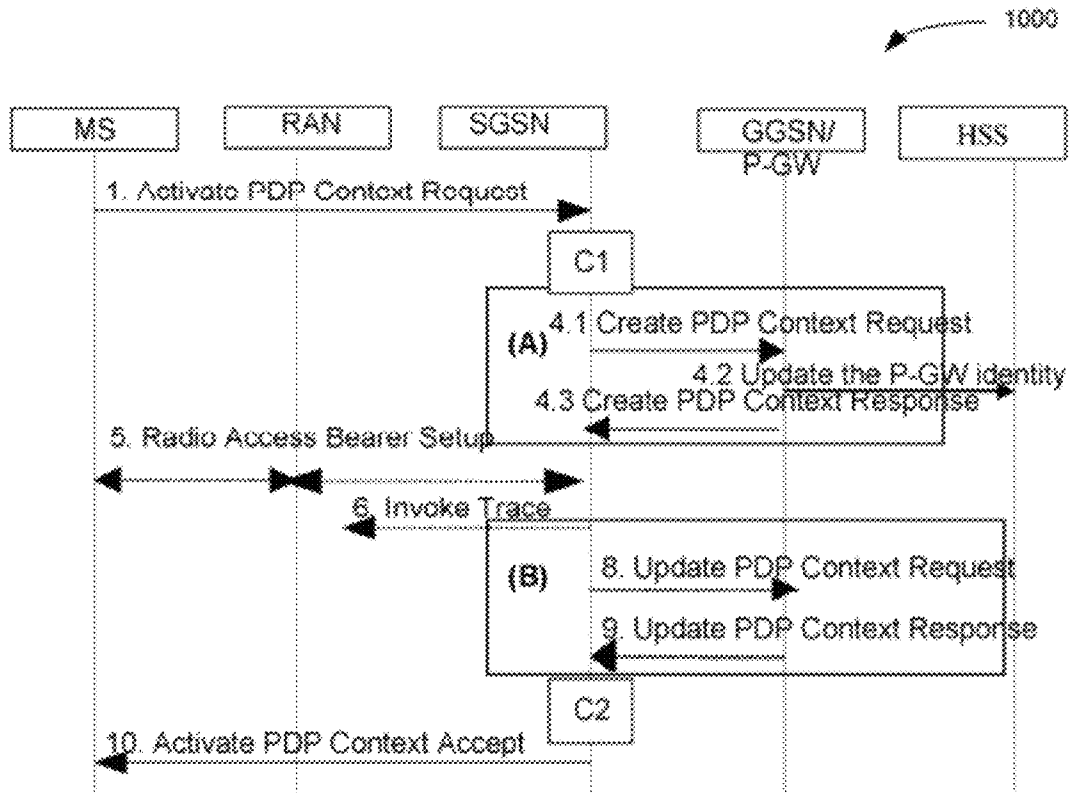 1000
MS
RAN
SGSN
GGSN/
P-GW
HSS
1. Activate PDP Context Request
C1
(A)
4.1 Create PDP Context Request
4.2 Update the P-GW identity
4.3 Create PDP Context Response
5. Radio Access Bearer Setup
6. Invoke Trace
(B)
8. Update PDP Context Request
9. Update PDP Context Response
C2
10. Activate PDP Context Accept